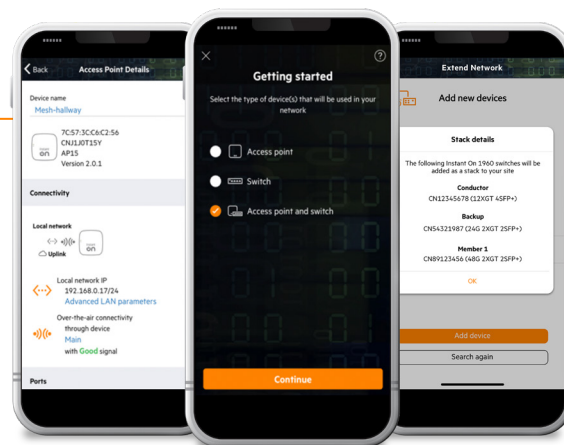 Back
Access Point Details
Device name
Mesh-hallway
7C:57:3C:C6:C2:56
CNJ1J0T15Y
AP15
Version 2.0.1
on
Connectivity
Local network
Uplink
on
Local network IP
192.168.0.17/24
Advanced LAN parameters
Over-the-air connectivity
through device
Main
with Good signal
Ports
Getting started
Select the type of device(s) that will be used in your
network
Access point
Switch
Access point and switch
Continue
Extend Network
Add new devices
Stack details
The following Instant On 1960 switches will be
added as a stack to your site
Conductor
CN12345678 (12XGT 4SFP+)
Backup
CN54321987 (24G 2XGT 2SFP+)
Member 1
CN89123456 (48G 2XGT 2SFP+)
OK
Add device
Search again